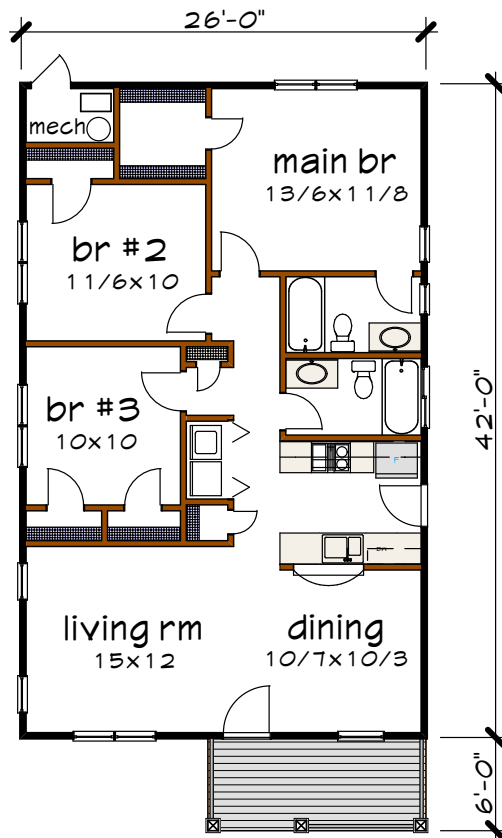 26'-0"
mech
main br
13/6x11/8
br #2
11/6x10
br #3
10x10
42'-0"
F
DW
living rm
15x12
dining
10/7x10/3
6'-0"